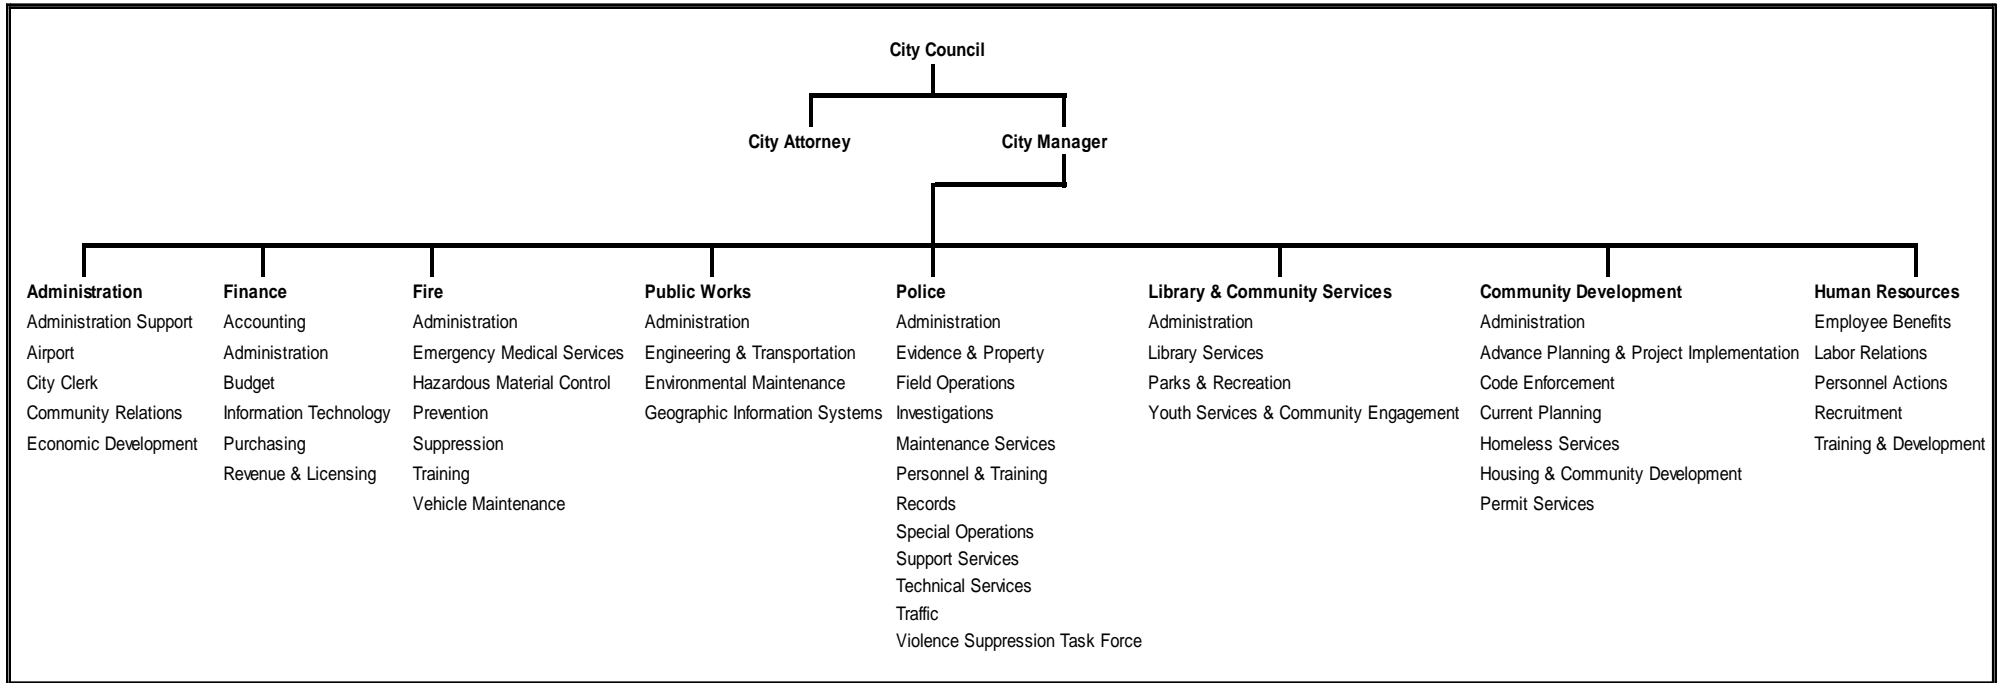 City Council
City Attorney
City Manager
Administration
Administration Support
Airport
City Clerk
Community Relations
Economic Development
Finance
Accounting
Administration
Budget
Information Technology
Purchasing
Revenue & Licensing
Fire
Administration
Emergency Medical Services
Hazardous Material Control
Prevention
Suppression
Training
Vehicle Maintenance
Public Works
Administration
Engineering & Transportation
Environmental Maintenance
Geographic Information Systems
Police
Administration
Evidence & Property
Field Operations
Investigations
Maintenance Services
Personnel & Training
Records
Special Operations
Support Services
Technical Services
Traffic
Violence Suppression Task Force
Library & Community Services
Administration
Library Services
Parks & Recreation
Youth Services & Community Engagement
Community Development
Administration
Advance Planning & Project Implementation
Code Enforcement
Current Planning
Homeless Services
Housing & Community Development
Permit Services
Human Resources
Employee Benefits
Labor Relations
Personnel Actions
Recruitment
Training & Development